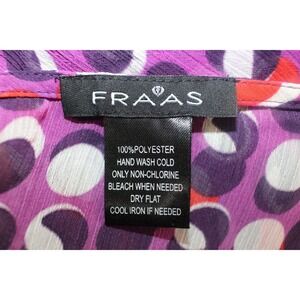 FRAAS
100%POLYESTER
HAND WASH COLD
ONLY NON-CHLORINE
BLEACH WHEN NEEDED
DRY FLAT
COOL IRON IF NEEDED